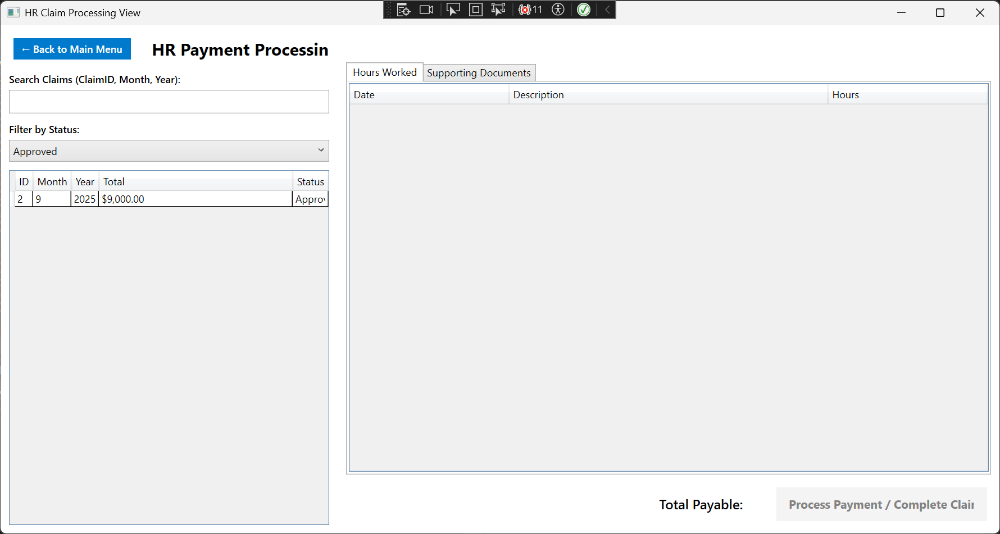 HR Claim Processing View
11
← Back to Main Menu
HR Payment Processin
Search Claims (ClaimID, Month, Year):
Filter by Status:
Approved
ID Month Year Total Status
2 9 2025 $9,000.00 Approv
Hours Worked Supporting Documents
Date Description Hours
Total Payable:
Process Payment / Complete Clair